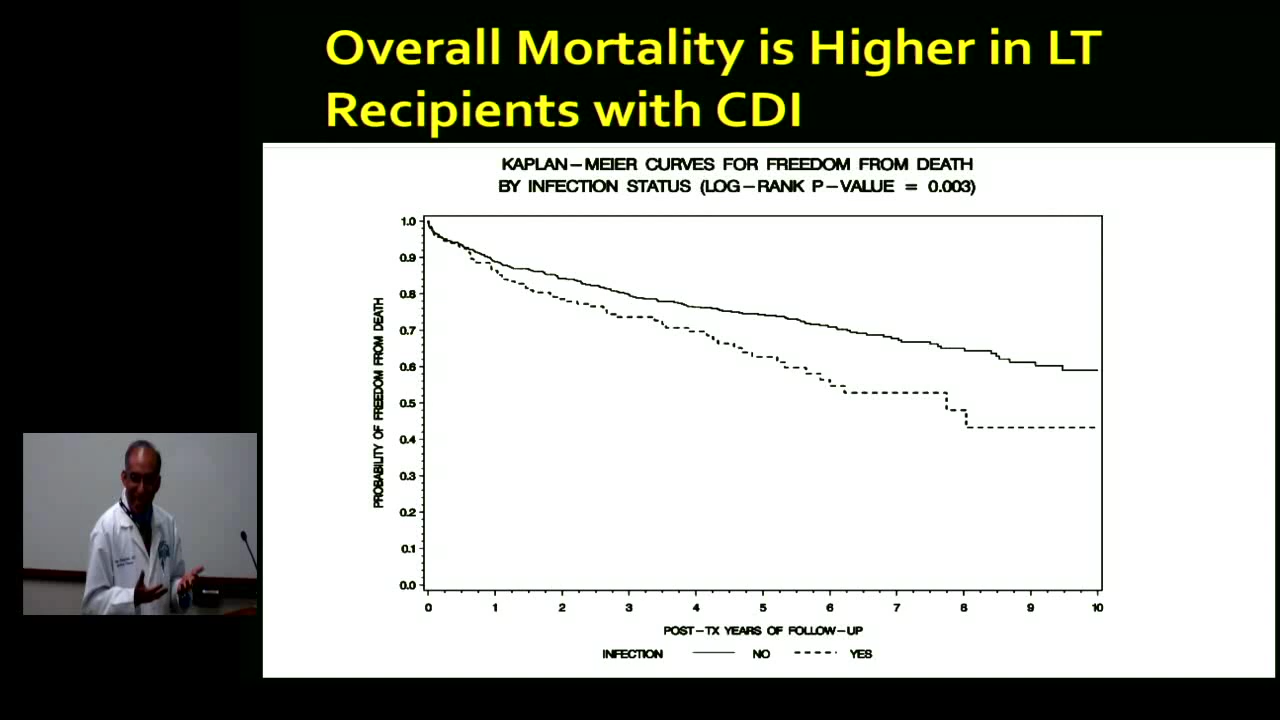 Overall Mortality is Higher in LT
Recipients with CDI
KAPLAN-MEIER CURVES FOR FREEDOM FROM DEATH
BY INFECTION STATUS (LOG-RANK P-VALUE = 0.003)
PROBABILITY OF FREEDOM FROM DEATH
1.0
0.9
0.8
0.7
0.6
0.5
0.4
0.3
0.2
0.1
0.0
0 1 2 3 4 5 6 7 8 9 10
POST-TX YEARS OF FOLLOW-UP
INFECTION NO YES